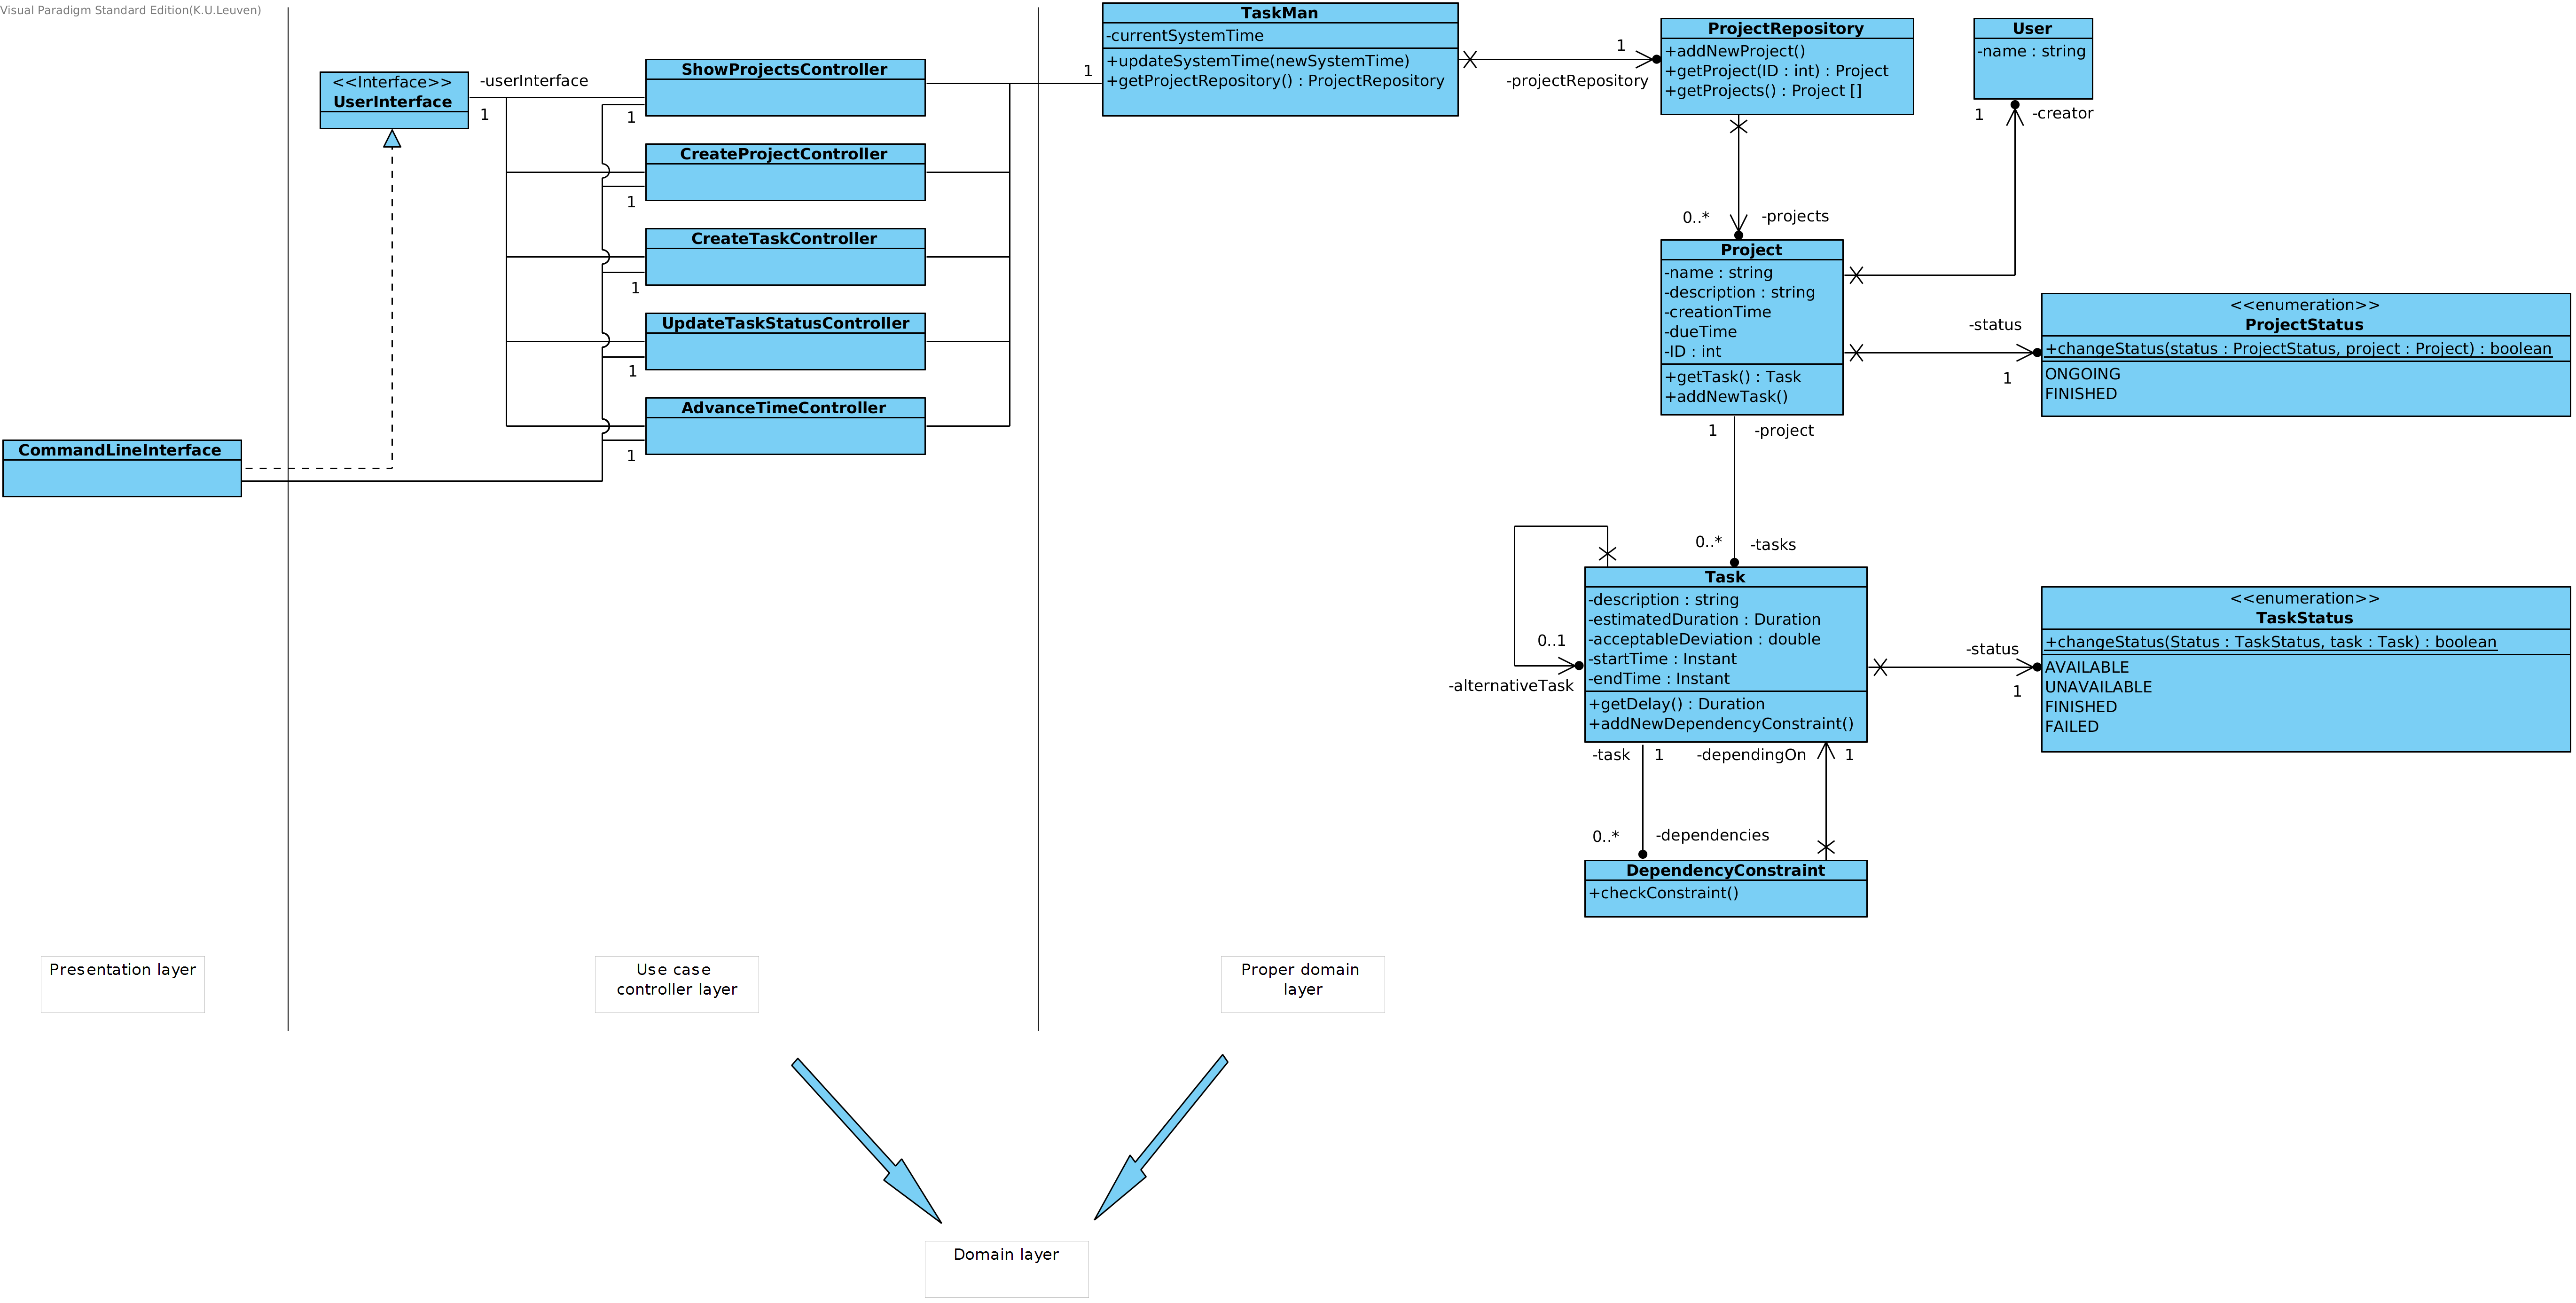 Visual Paradigm Standard Edition(K.U.Leuven)
<<Interface>>
UserInterface
-userInterface
1
CommandLineInterface
ShowProjectsController
1
CreateProjectController
1
CreateTaskController
1
UpdateTaskStatusController
1
AdvanceTimeController
1
1
TaskMan
-currentSystemTime
+updateSystemTime(newSystemTime)
+getProjectRepository() : ProjectRepository
1
-projectRepository
ProjectRepository
+addNewProject()
+getProject(ID : int) : Project
+getProjects() : Project []
User
-name : string
1
-creator
0..*
-projects
Project
-name : string
-description : string
-creationTime
-dueTime
-ID : int
+getTask() : Task
+addNewTask()
-status
1
<<enumeration>>
ProjectStatus
+changeStatus(status : ProjectStatus, project : Project) : boolean
ONGOING
FINISHED
1
-project
0..*
-tasks
0..1
-alternativeTask
Task
-description : string
-estimatedDuration : Duration
-acceptableDeviation : double
-startTime : Instant
-endTime : Instant
+getDelay() : Duration
+addNewDependencyConstraint()
-status
1
<<enumeration>>
TaskStatus
+changeStatus(Status : TaskStatus, task : Task) : boolean
AVAILABLE
UNAVAILABLE
FINISHED
FAILED
-task
1
-dependingOn
1
0..*
-dependencies
DependencyConstraint
+checkConstraint()
Presentation layer
Use case
controller layer
Proper domain
layer
Domain layer